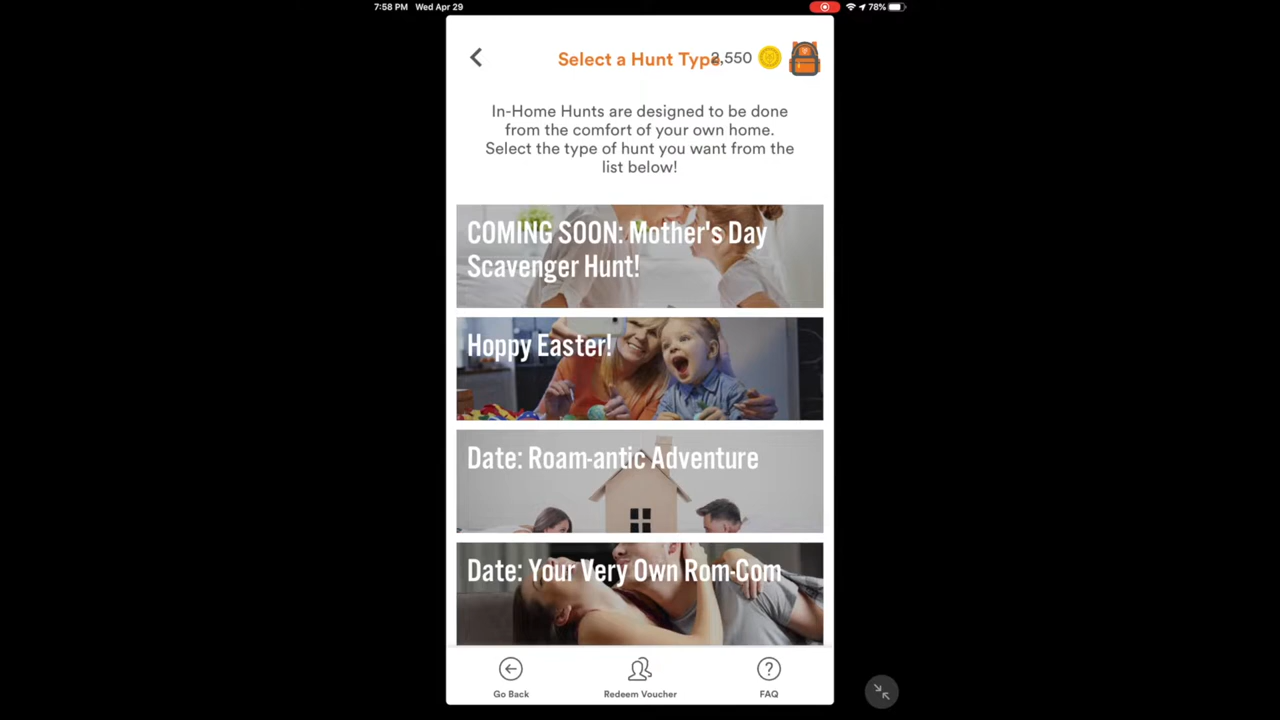 7:58 PM Wed Apr 29
78%
Select a Hunt Type
2,550
In-Home Hunts are designed to be done
from the comfort of your own home.
Select the type of hunt you want from the
list below!
COMING SOON: Mother's Day
Scavenger Hunt!
Hoppy Easter!
Date: Roam-antic Adventure
Date: Your Very Own Rom-Com
Go Back
Redeem Voucher
FAQ